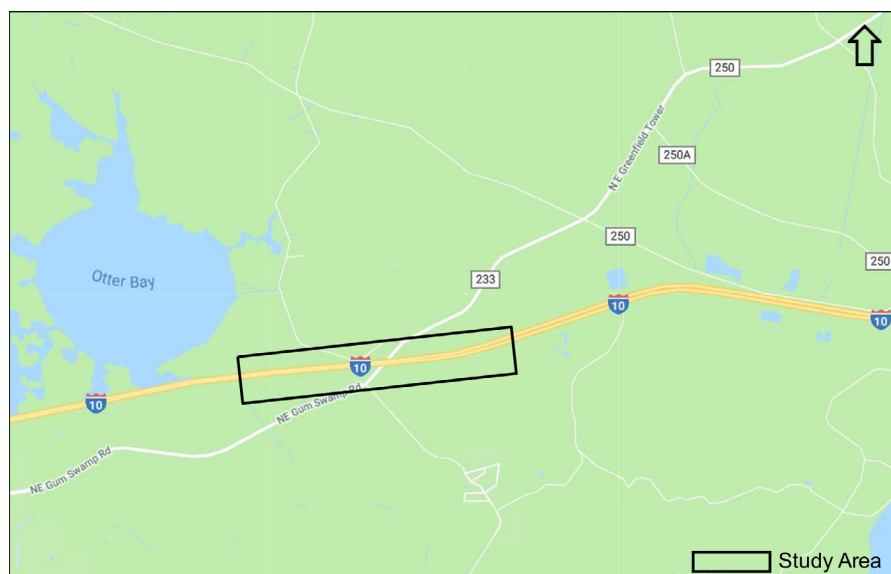 250
N E Greenfield Tower
250A
250
250
Otter Bay
233
10
10
10
10
NE Gum Swamp Rd
NE Gum Swamp Rd
Study Area